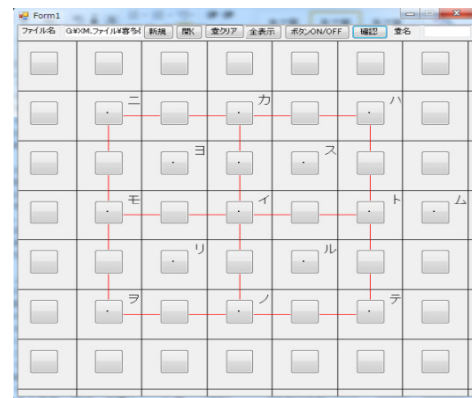 Form1
ファイル名 新規 開く 査クリア 全表示 ボタンON/OFF 確認 査名
ニ カ ハ
ヨ ス
モ イ ト ム
リ ル
ヲ ノ テ